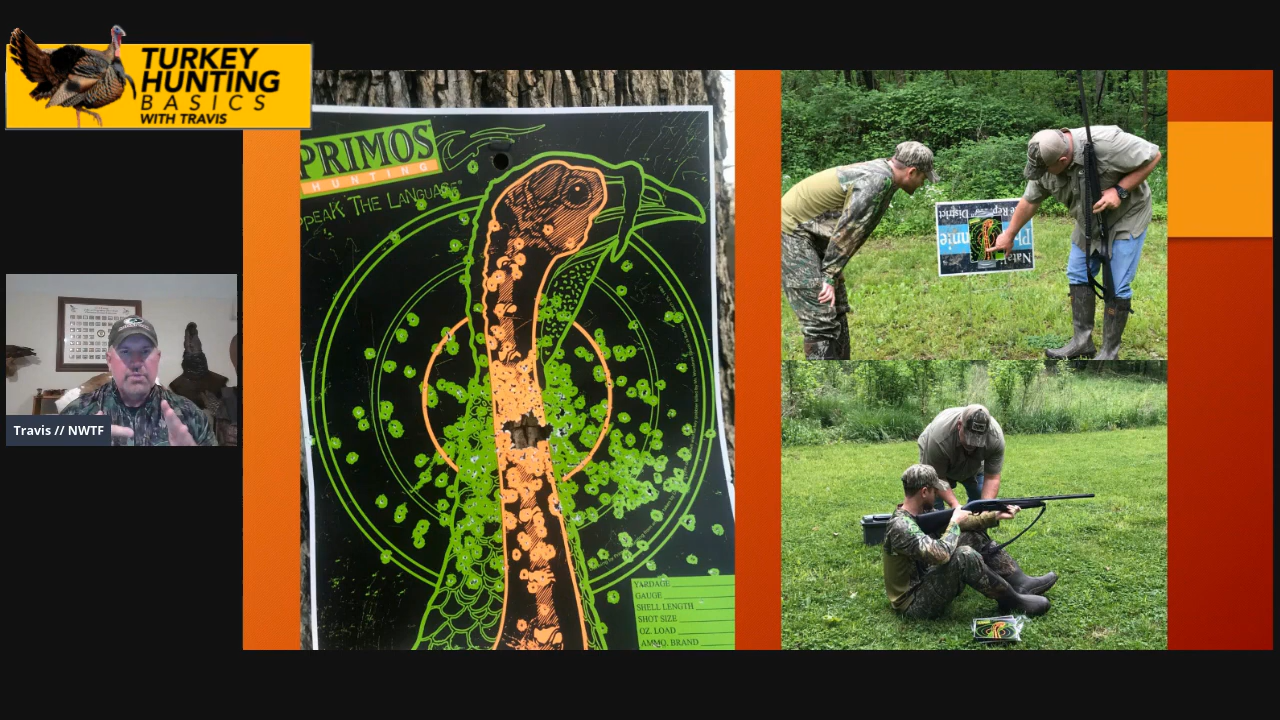 TURKEY
HUNTING
BASICS
WITH TRAVIS
PRIMOS
HUNTING
SPEAK THE LANGUAGE
YARDAGE
GAUGE
SHELL LENGTH
SHOT SIZE
OZ. LOAD
AMMO. BRAND
District
Travis // NWTF